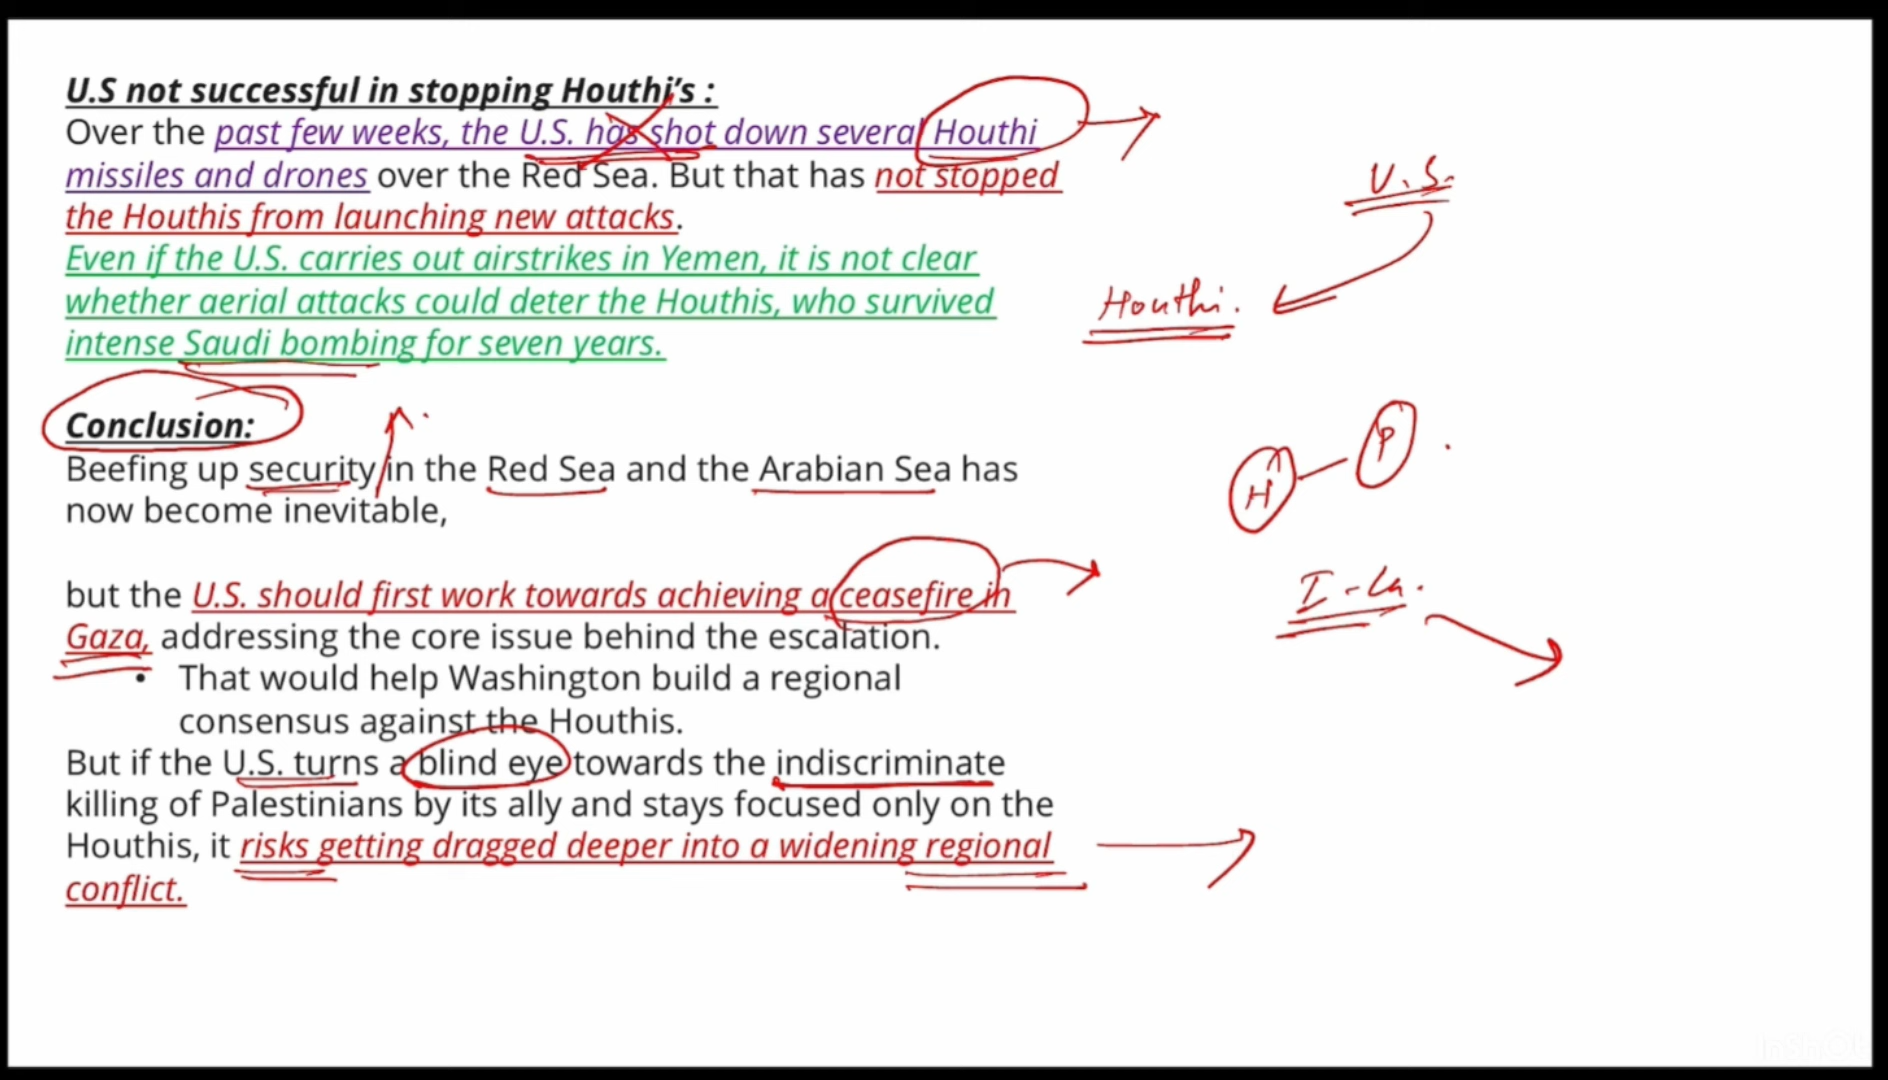 U.S not successful in stopping Houthi's :
Over the past few weeks, the U.S. has shot down several Houthi
missiles and drones over the Red Sea. But that has not stopped
the Houthis from launching new attacks.
Even if the U.S. carries out airstrikes in Yemen, it is not clear
whether aerial attacks could deter the Houthis, who survived
intense Saudi bombing for seven years.
U.S.
Houthi.
Conclusion:
Beefing up security in the Red Sea and the Arabian Sea has
now become inevitable,
H
P
but the U.S. should first work towards achieving a ceasefire in
Gaza, addressing the core issue behind the escalation.
• That would help Washington build a regional
consensus against the Houthis.
But if the U.S. turns a blind eye towards the indiscriminate
killing of Palestinians by its ally and stays focused only on the
Houthis, it risks getting dragged deeper into a widening regional
conflict.